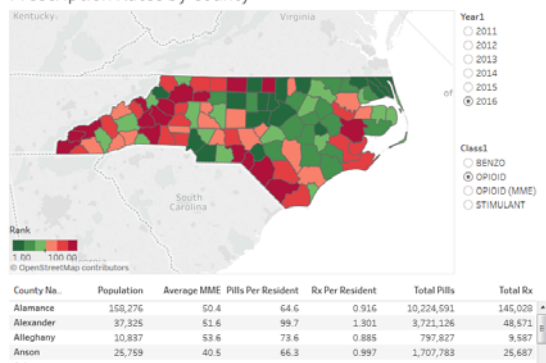 Prescription Rates by County
Kentucky
Virginia
of
South
Carolina
Rank
1.00 100.00
© OpenStreetMap contributors
Year1
2011
2012
2013
2014
2015
2016
Class1
BENZO
OPIOID
OPIOID (MME)
STIMULANT
County Na.. Population Average MME Pills Per Resident Rx Per Resident Total Pills Total Rx
Alamance 158,276 50.4 64.6 0.916 10,224,591 145,028
Alexander 37,325 51.6 99.7 1.301 3,721,126 48,571
Alleghany 10,837 53.6 73.6 0.885 797,827 9,587
Anson 25,759 40.5 66.3 0.997 1,707,783 25,687